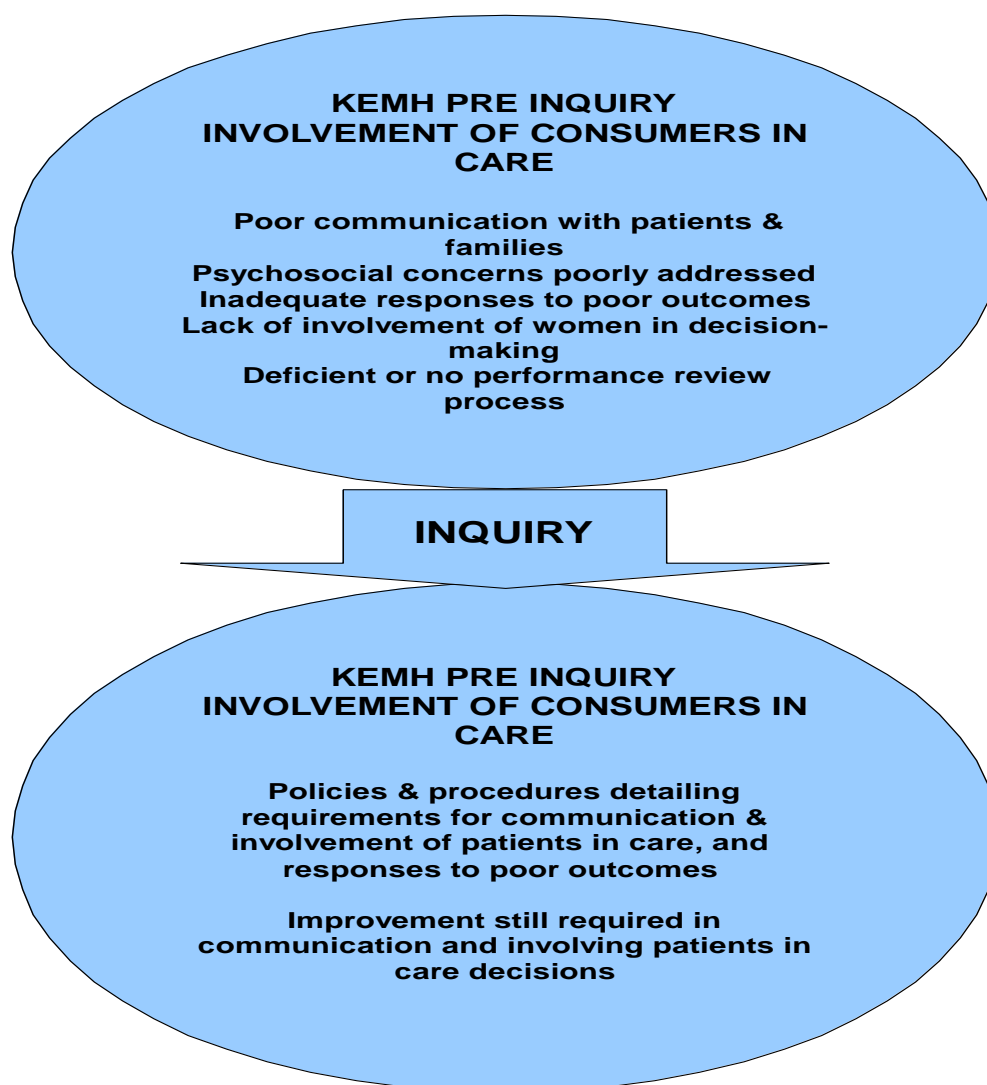 KEMH PRE INQUIRY
INVOLVEMENT OF CONSUMERS IN
CARE
Poor communication with patients &
families
Psychosocial concerns poorly addressed
Inadequate responses to poor outcomes
Lack of involvement of women in decision-
making
Deficient or no performance review
process
INQUIRY
KEMH PRE INQUIRY
INVOLVEMENT OF CONSUMERS IN
CARE
Policies & procedures detailing
requirements for communication &
involvement of patients in care, and
responses to poor outcomes
Improvement still required in
communication and involving patients in
care decisions